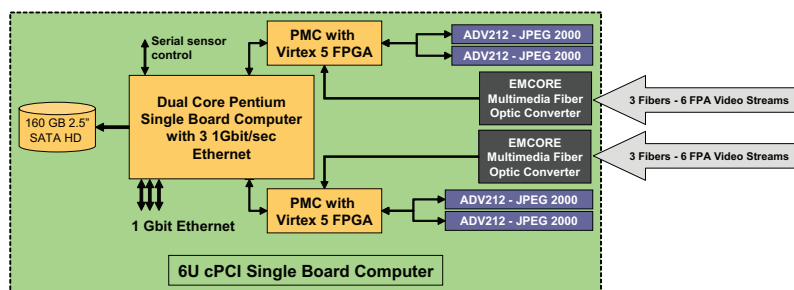 Serial sensor
control
PMC with
Virtex 5 FPGA
ADV212 - JPEG 2000
ADV212 - JPEG 2000
EMCORE
Multimedia Fiber
Optic Converter
3 Fibers - 6 FPA Video Streams
160 GB 2.5"
SATA HD
Dual Core Pentium
Single Board Computer
with 3 1Gbit/sec
Ethernet
EMCORE
Multimedia Fiber
Optic Converter
3 Fibers - 6 FPA Video Streams
1 Gbit Ethernet
PMC with
Virtex 5 FPGA
ADV212 - JPEG 2000
ADV212 - JPEG 2000
6U cPCI Single Board Computer